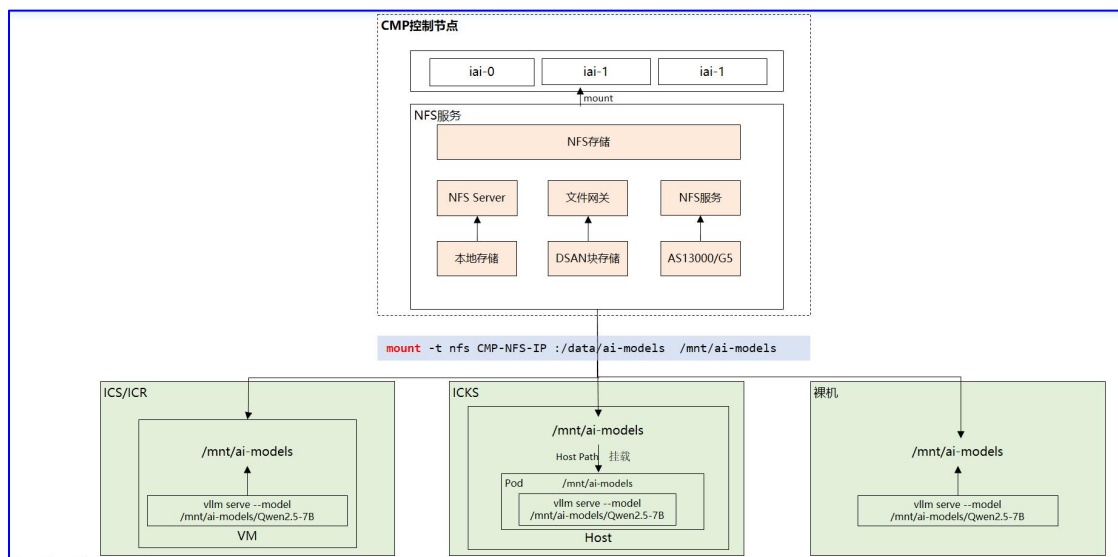 CMP控制节点
iai-0
iai-1
iai-1
mount
NFS服务
NFS存储
NFS Server
文件网关
NFS服务
本地存储
DSAN块存储
AS13000/G5
mount -t nfs CMP-NFS-IP :/data/ai-models /mnt/ai-models
ICS/ICR
/mnt/ai-models
vllm serve --model
/mnt/ai-models/Qwen2.5-7B
VM
ICKS
/mnt/ai-models
Host Path 挂载
Pod
/mnt/ai-models
vllm serve --model
/mnt/ai-models/Qwen2.5-7B
Host
裸机
/mnt/ai-models
vllm serve --model
/mnt/ai-models/Qwen2.5-7B